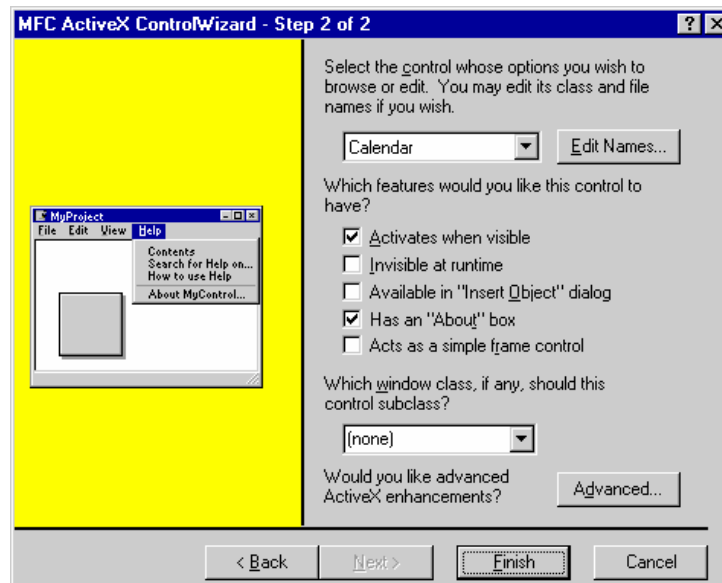 MFC ActiveX ControlWizard - Step 2 of 2
Select the control whose options you wish to
browse or edit. You may edit its class and file
names if you wish.
Calendar
Edit Names...
Which features would you like this control to
have?
Activates when visible
Invisible at runtime
Available in "Insert Object" dialog
Has an "About" box
Acts as a simple frame control
Which window class, if any, should this
control subclass?
(none)
Would you like advanced
ActiveX enhancements?
Advanced...
MyProject
File Edit View Help
Contents
Search for Help on...
How to use Help
About MyControl...
< Back
Next >
Finish
Cancel